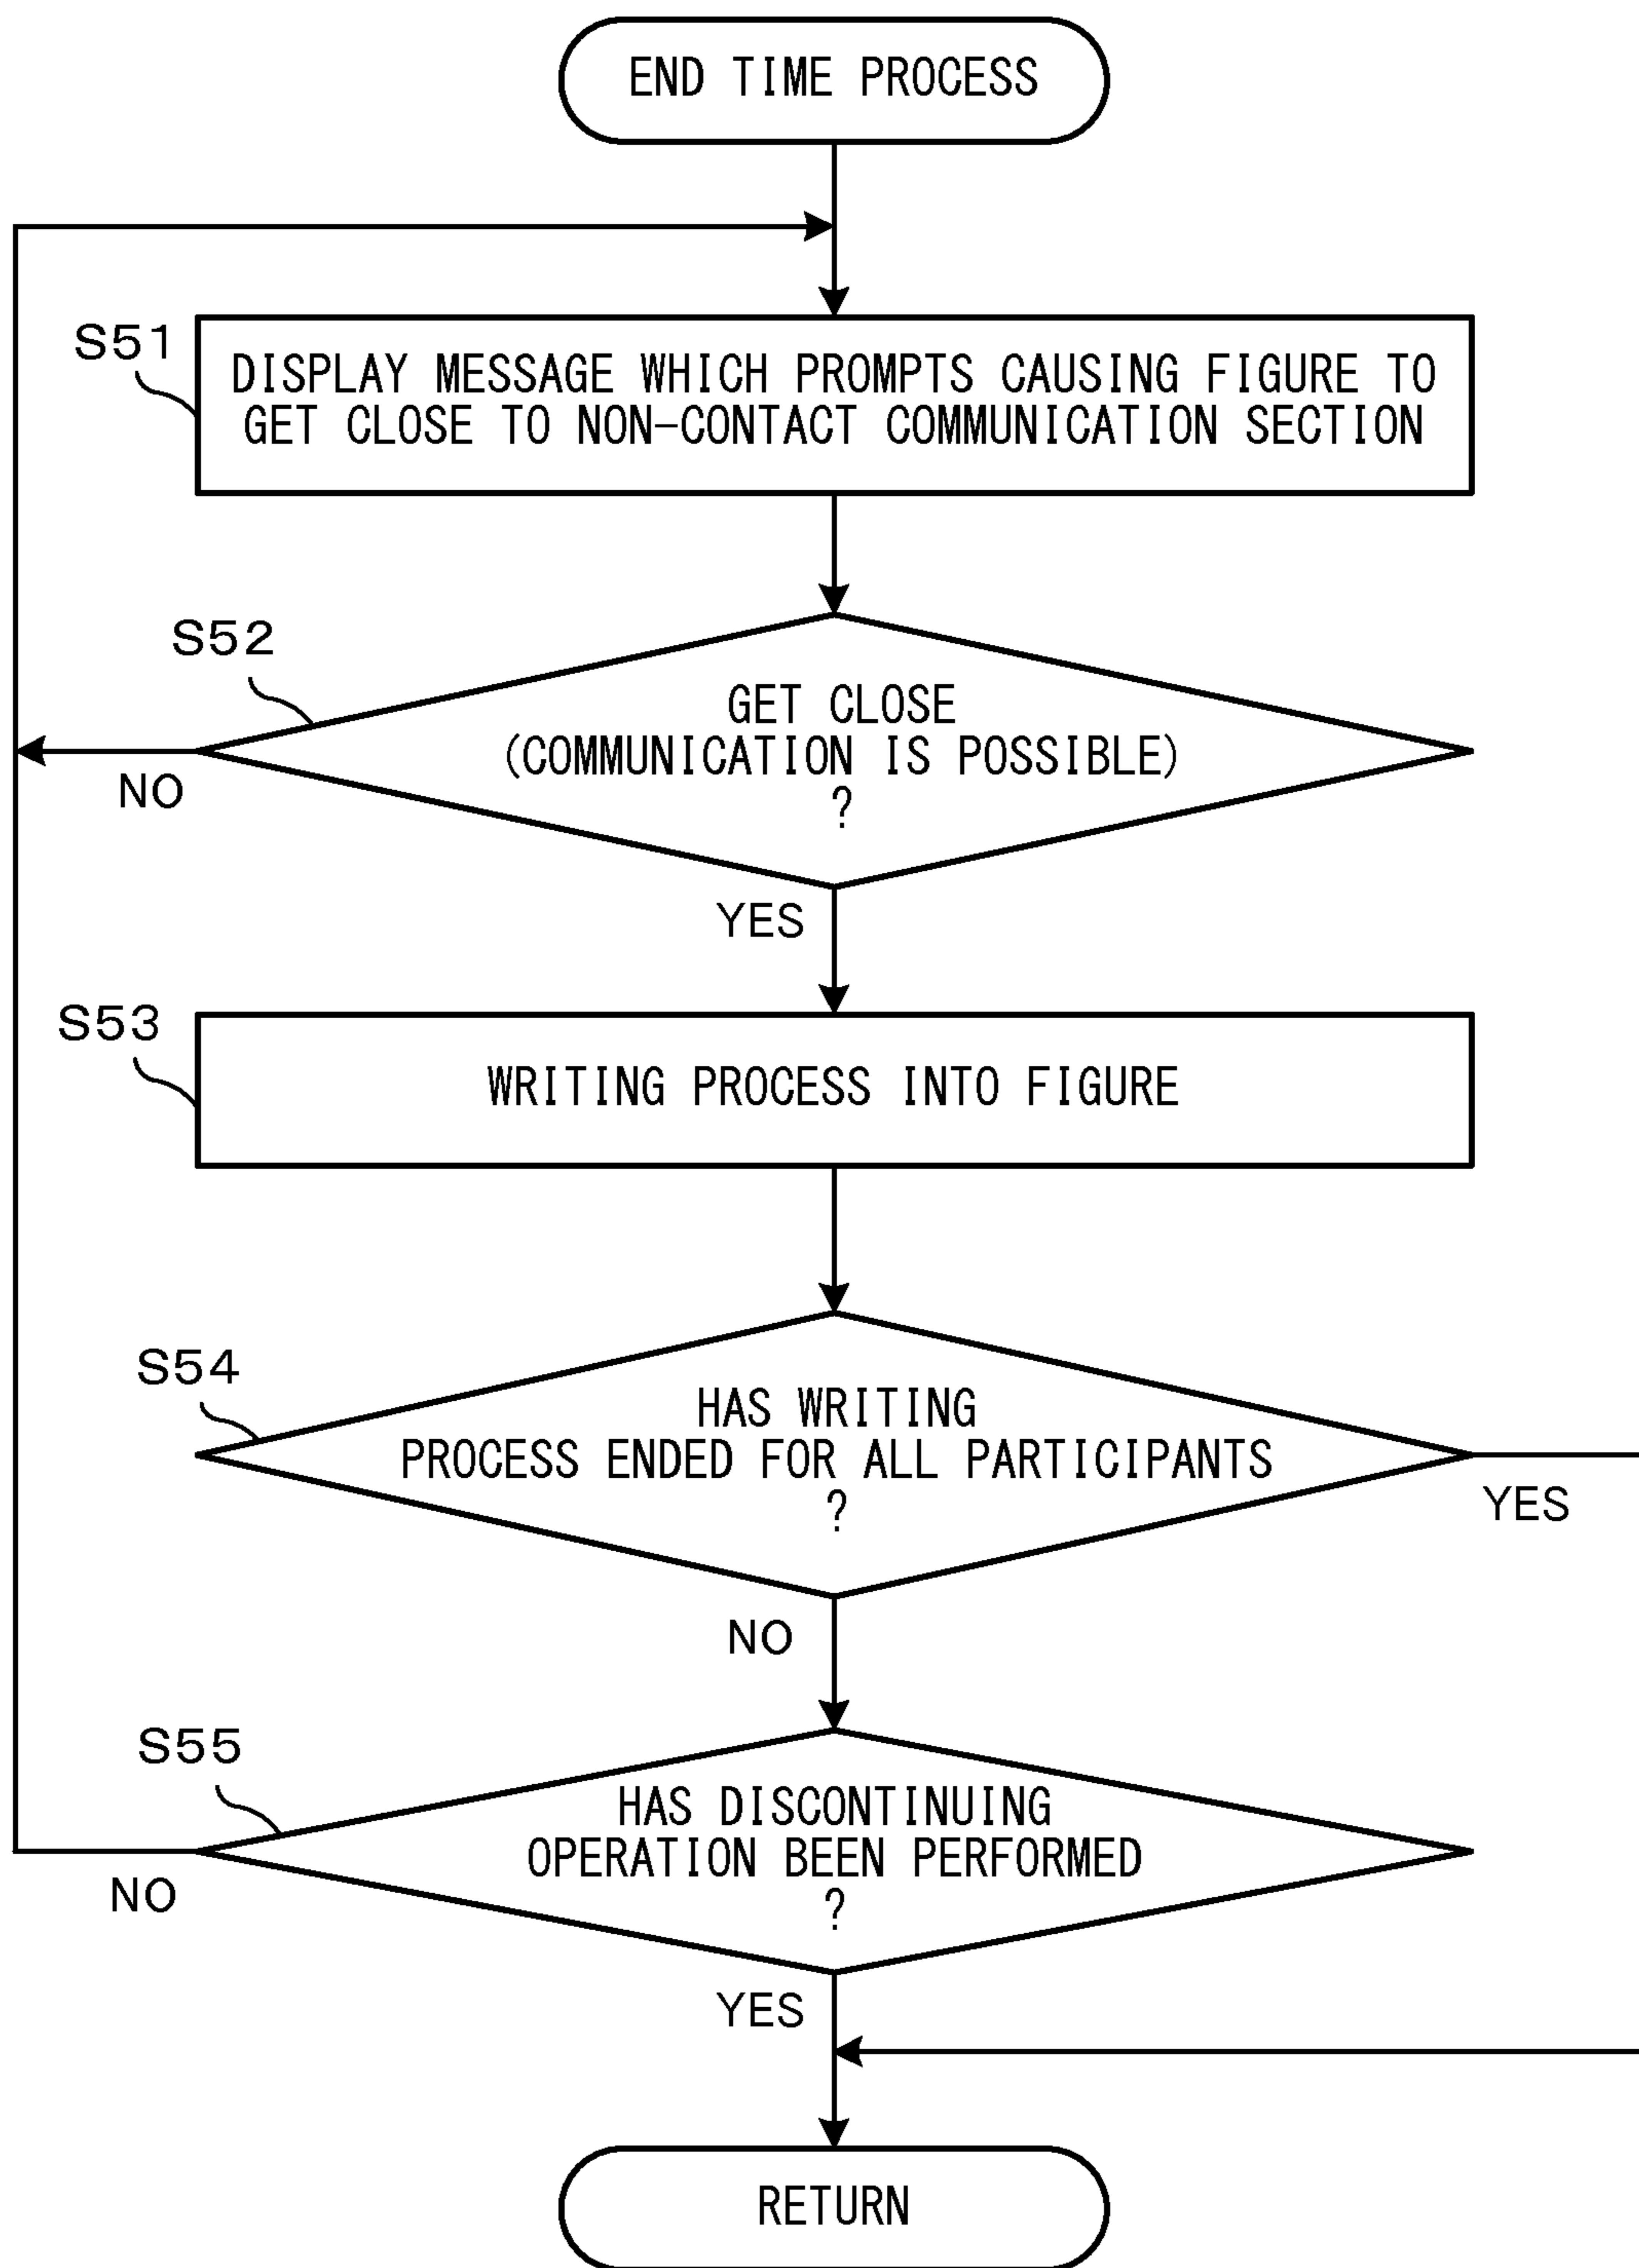 END TIME PROCESS
S51
DISPLAY MESSAGE WHICH PROMPTS CAUSING FIGURE TO
GET CLOSE TO NON-CONTACT COMMUNICATION SECTION
S52
GET CLOSE
(COMMUNICATION IS POSSIBLE)
?
NO
YES
S53
WRITING PROCESS INTO FIGURE
S54
HAS WRITING
PROCESS ENDED FOR ALL PARTICIPANTS
?
YES
NO
S55
HAS DISCONTINUING
OPERATION BEEN PERFORMED
?
NO
YES
RETURN